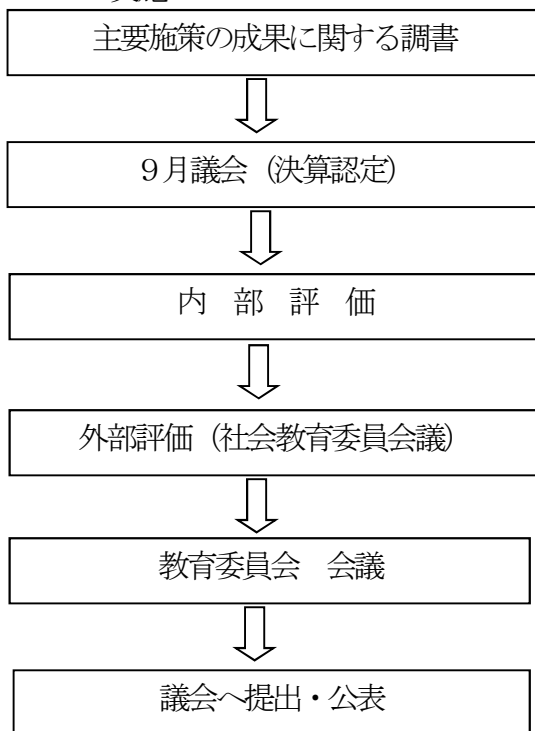 主要施策の成果に関する調書
９月議会（決算認定）
内　部　評　価
外部評価（社会教育委員会議）
教育委員会　会議
議会へ提出・公表